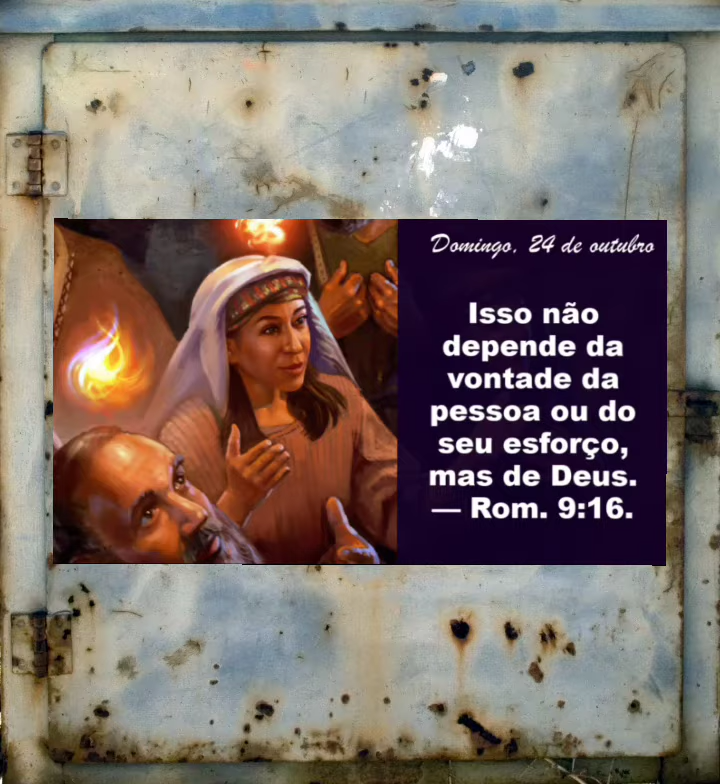 Domingo, 24 de outubro
Isso não
depende da
vontade da
pessoa ou do
seu esforço,
mas de Deus.
— Rom. 9:16.